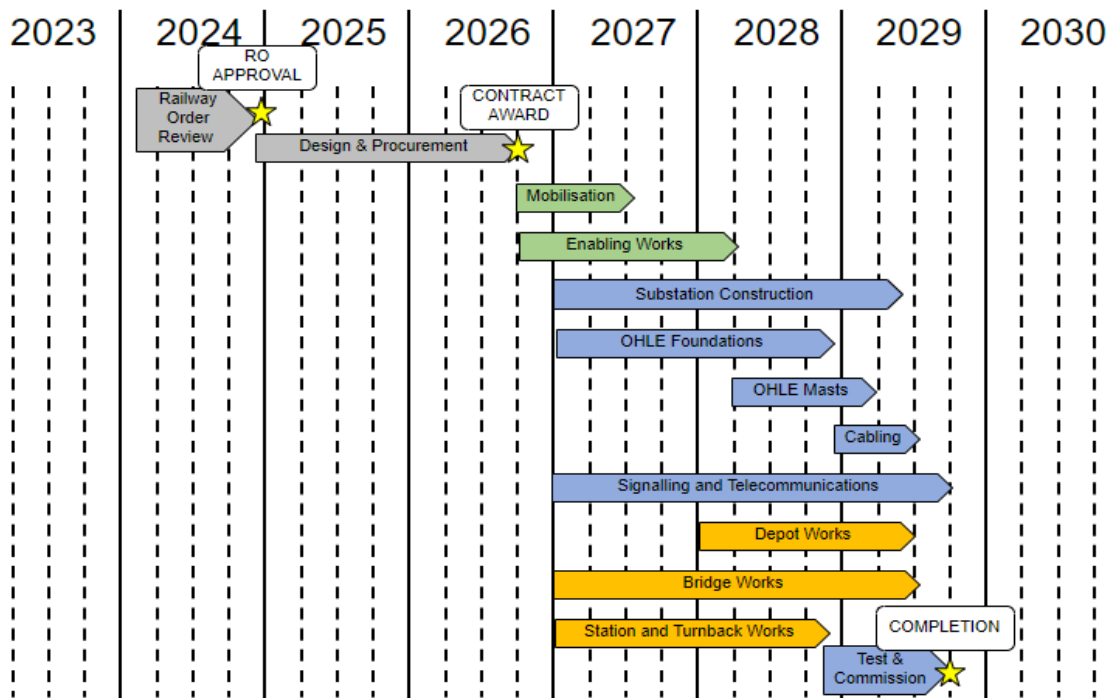 2023 2024 2025 2026 2027 2028 2029 2030
RO
APPROVAL
Railway
Order
Review
CONTRACT
AWARD
Design & Procurement
Mobilisation
Enabling Works
Substation Construction
OHLE Foundations
OHLE Masts
Cabling
Signalling and Telecommunications
Depot Works
Bridge Works
Station and Turnback Works
COMPLETION
Test &
Commission